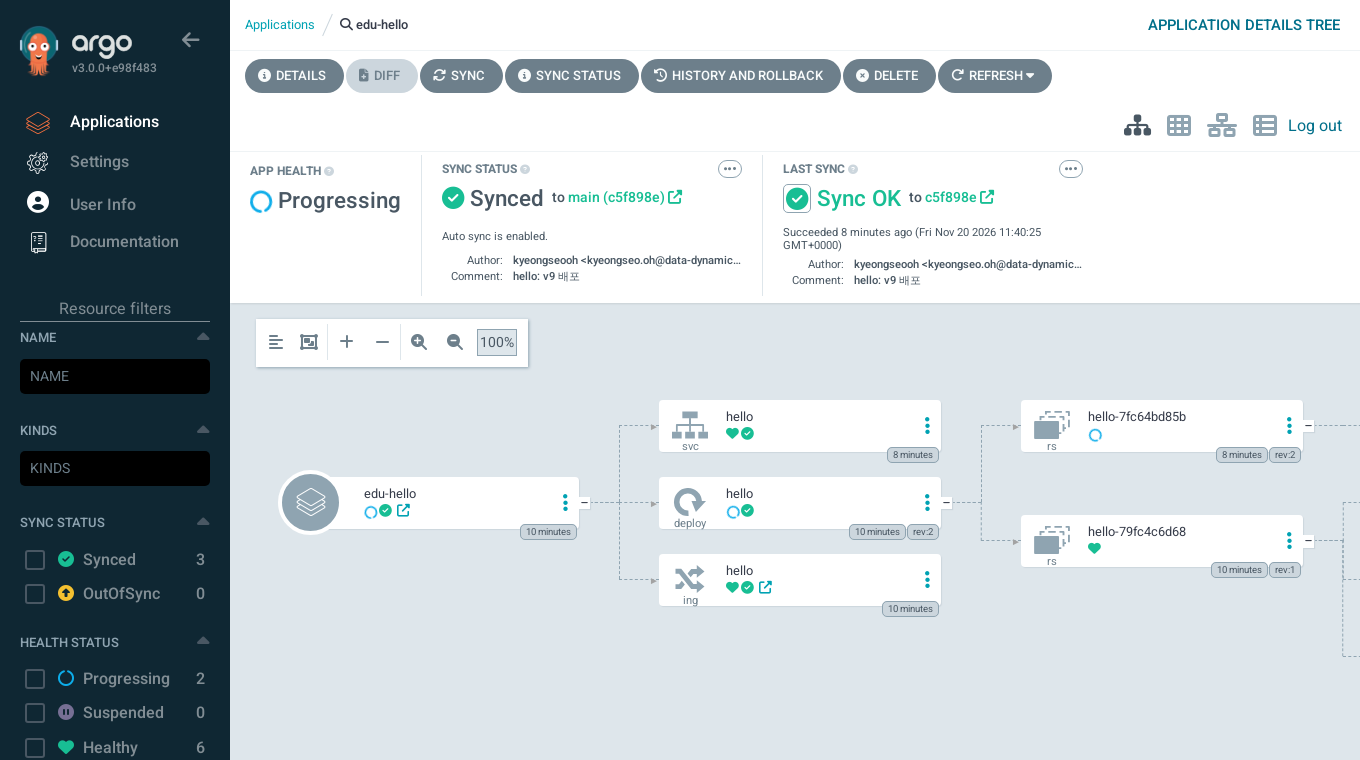 argo
v3.0.0+e98f483
Applications
Settings
User Info
Documentation
Resource filters
NAME
NAME
KINDS
KINDS
SYNC STATUS
Synced 3
OutOfSync 0
HEALTH STATUS
Progressing 2
Suspended 0
Healthy 6
Applications / edu-hello
APPLICATION DETAILS TREE
DETAILS DIFF SYNC SYNC STATUS HISTORY AND ROLLBACK DELETE REFRESH
Log out
APP HEALTH
Progressing
SYNC STATUS
Synced to main (c5f898e)
Auto sync is enabled.
Author: kyeongseooh <kyeongseo.oh@data-dynamic...
Comment: hello: v9 배포
LAST SYNC
Sync OK to c5f898e
Succeeded 8 minutes ago (Fri Nov 20 2026 11:40:25
GMT+0000)
Author: kyeongseooh <kyeongseo.oh@data-dynamic...
Comment: hello: v9 배포
100%
edu-hello
10 minutes
hello
svc
8 minutes
hello
deploy
10 minutes rev:2
hello
ing
10 minutes
hello-7fc64bd85b
rs
8 minutes rev:2
hello-79fc4c6d68
rs
10 minutes rev:1